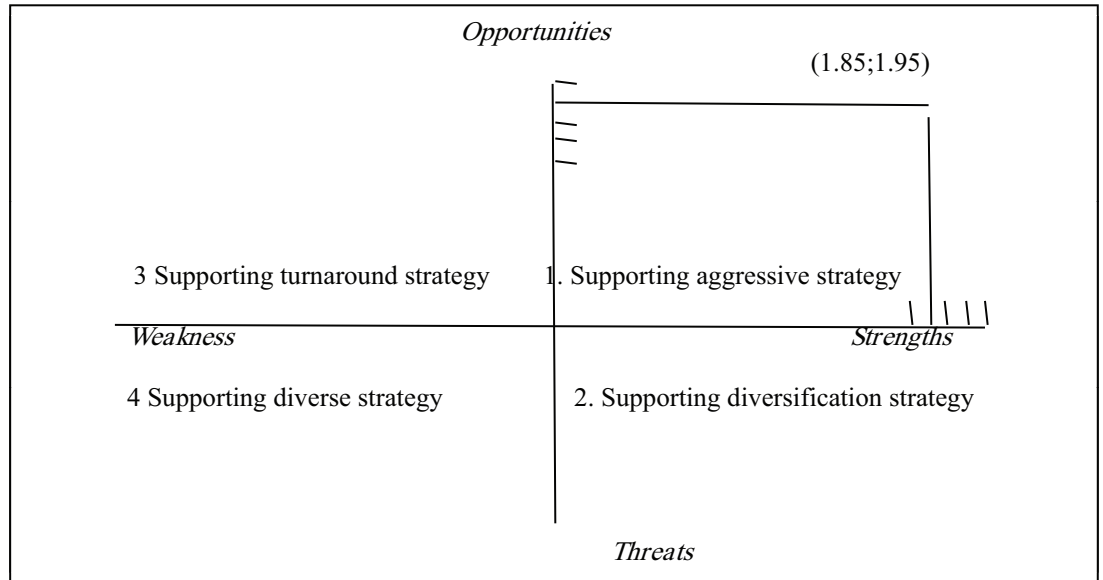 Opportunities
(1.85;1.95)
3 Supporting turnaround strategy
1. Supporting aggressive strategy
Weakness
Strengths
4 Supporting diverse strategy
2. Supporting diversification strategy
Threats